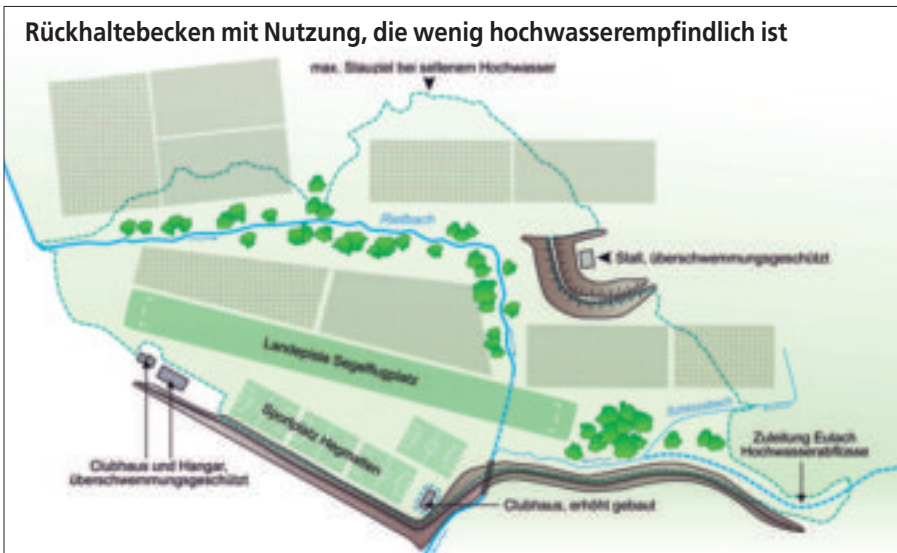 Rückhaltebecken mit Nutzung, die wenig hochwasserempfindlich ist
max. Stauziel bei seltenem Hochwasser
Riedbach
Stall, überschwemmungsgeschützt
Landepiste Segelflugplatz
Sportplatz Hegmatten
Zuleitung Eulach
Hochwasserabflüsse
Clubhaus und Hangar,
überschwemmungsgeschützt
Clubhaus, erhöht gebaut